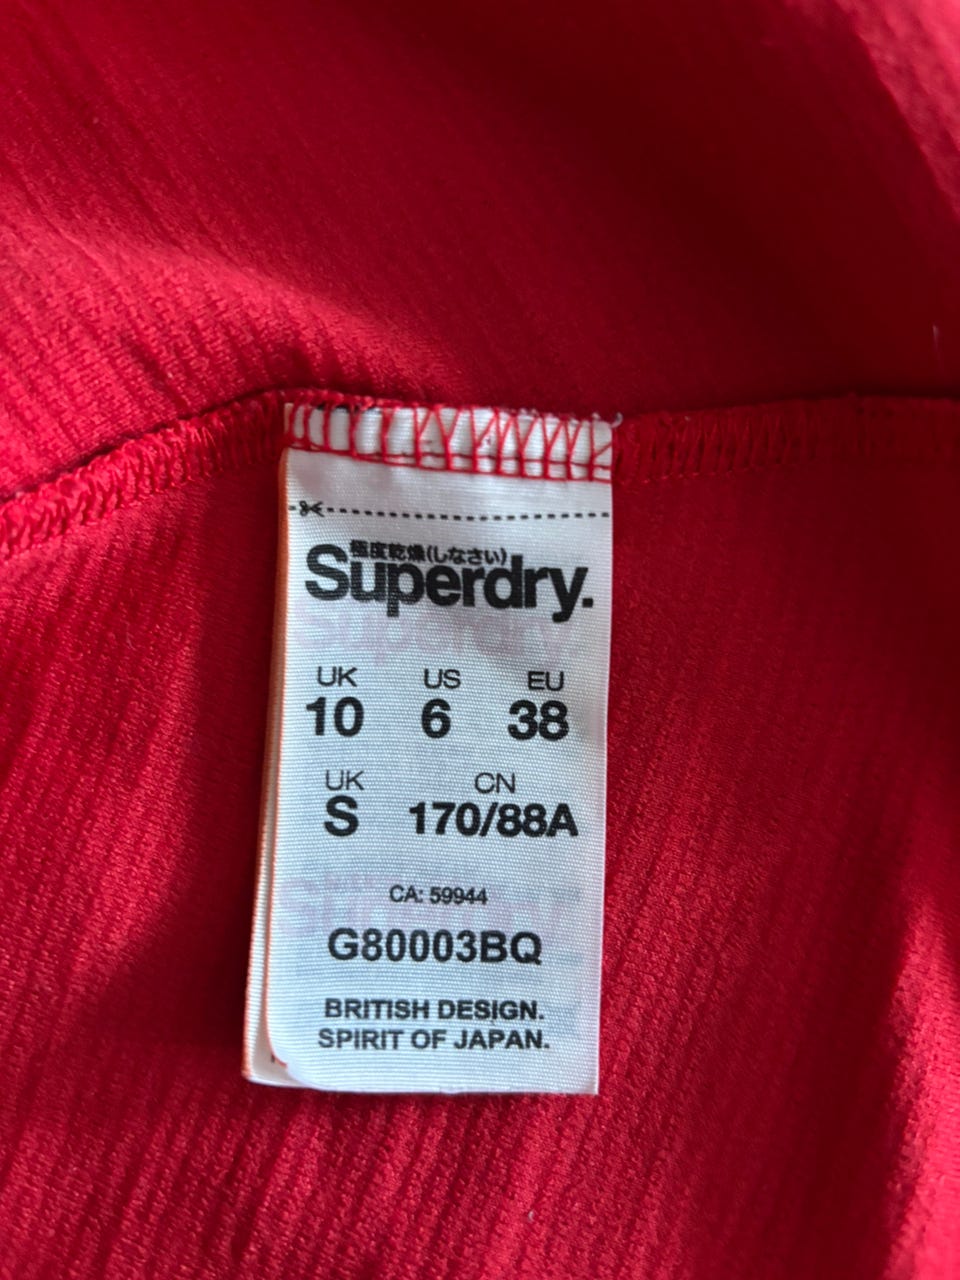 極度乾燥(しなさい)
Superdry.
UK US EU
10 6 38
UK CN
S 170/88A
CA: 59944
G80003BQ
BRITISH DESIGN.
SPIRIT OF JAPAN.